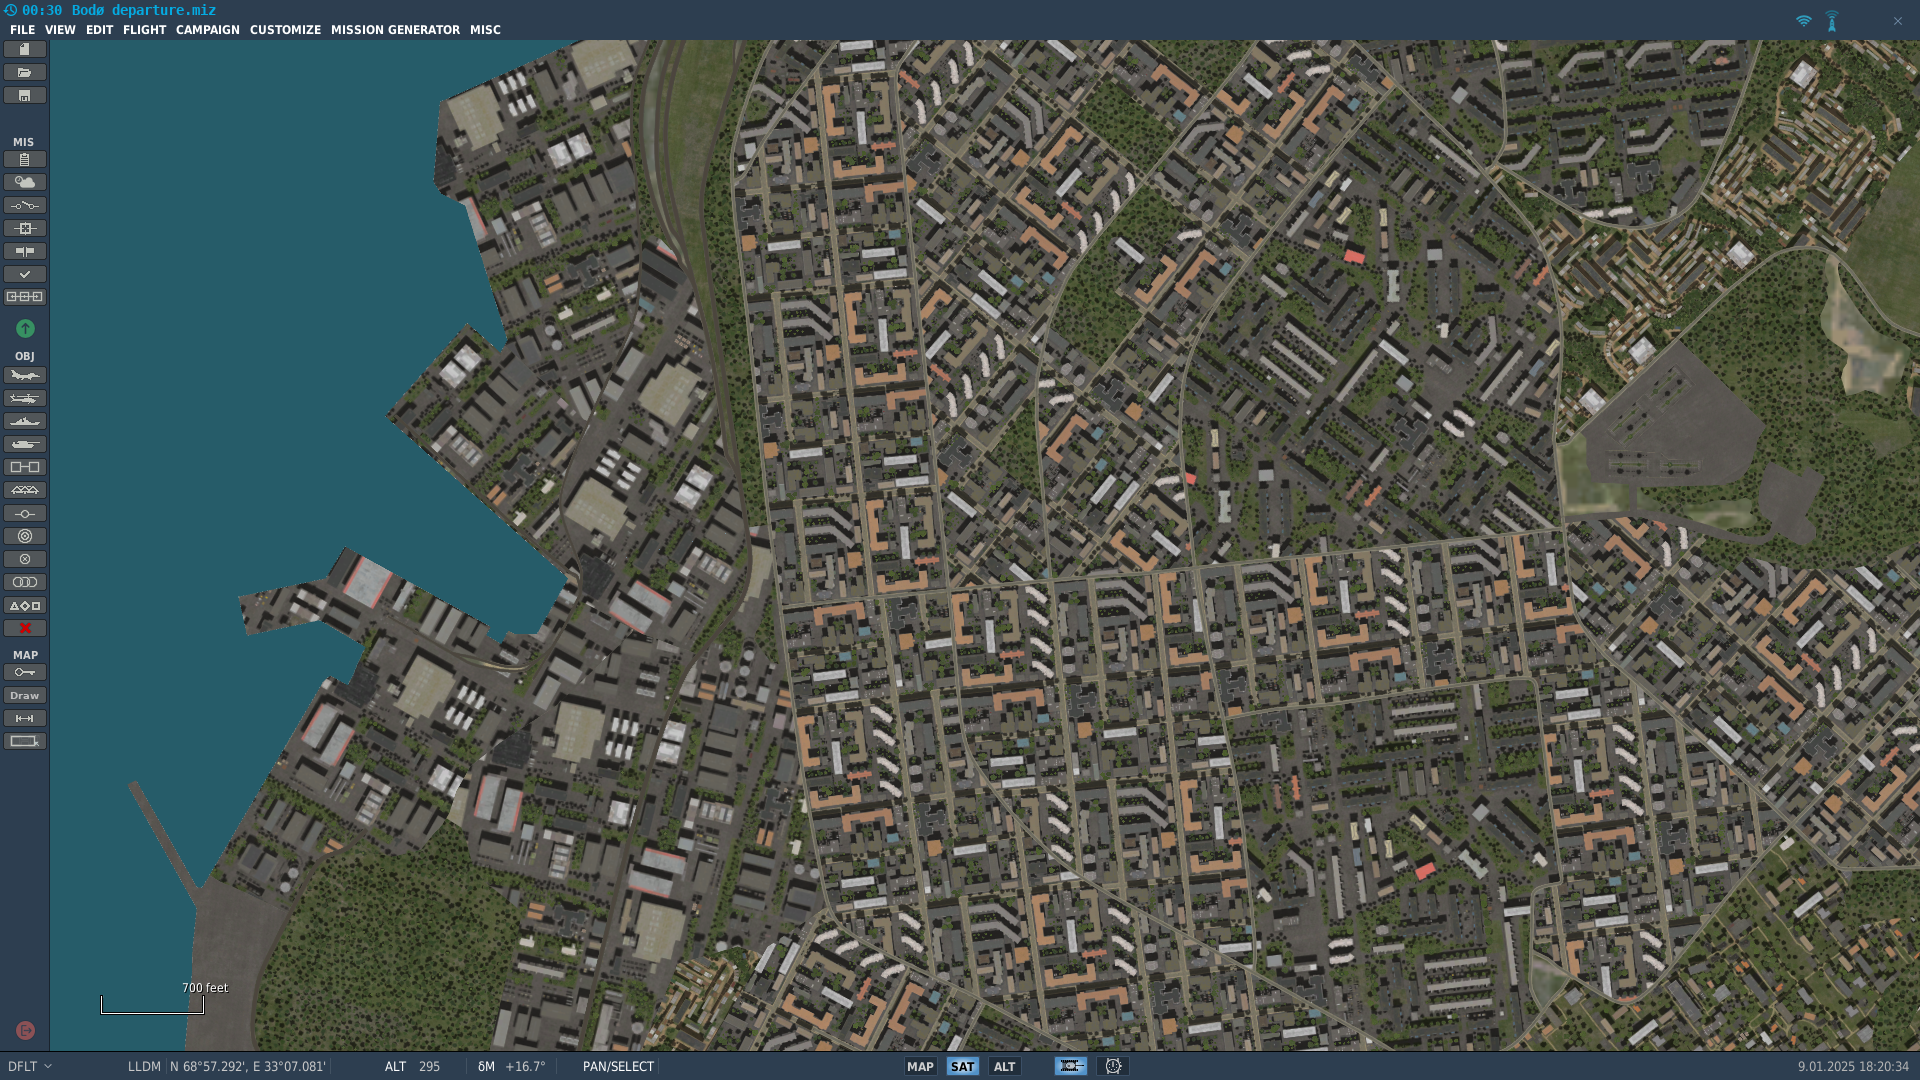 00:30 Bodø departure.miz
FILE VIEW EDIT FLIGHT CAMPAIGN CUSTOMIZE MISSION GENERATOR MISC
MIS
OBJ
MAP
Draw
700 feet
DFLT LLDM N 68°57.292', E 33°07.081' ALT 295 δM +16.7° PAN/SELECT MAP SAT ALT 9.01.2025 18:20:34